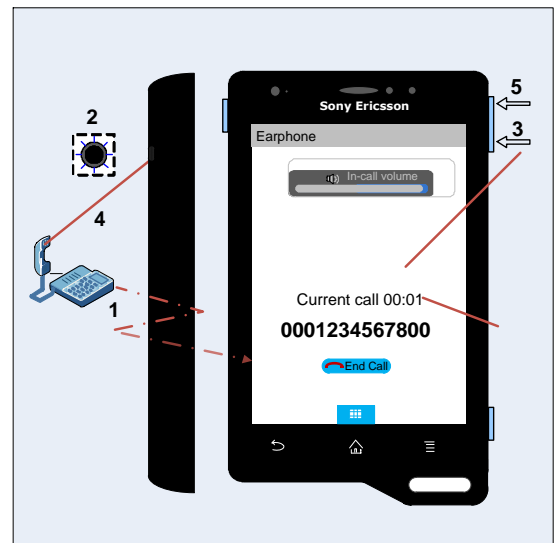 5
Sony Ericsson
2
3
Earphone
In-call volume
4
Current call 00:01
1
0001234567800
End Call